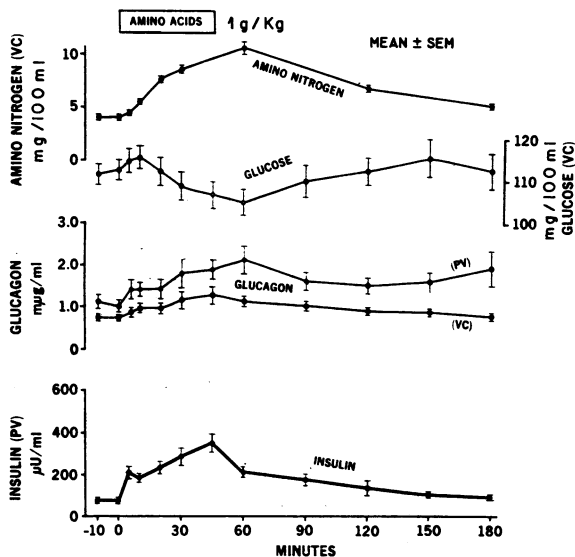 AMINO ACIDS 1g/Kg
MEAN ± SEM
AMINO NITROGEN (VC)
mg/100 ml
10
5
0
AMINO NITROGEN
GLUCOSE
120
110
100
mg/100 ml
GLUCOSE (VC)
GLUCAGON
mµg/ml
3.0
2.0
1.0
0
(PV)
GLUCAGON
(VC)
INSULIN (PV)
µU/ml
600
400
200
0
INSULIN
-10 0 30 60 90 120 150 180
MINUTES